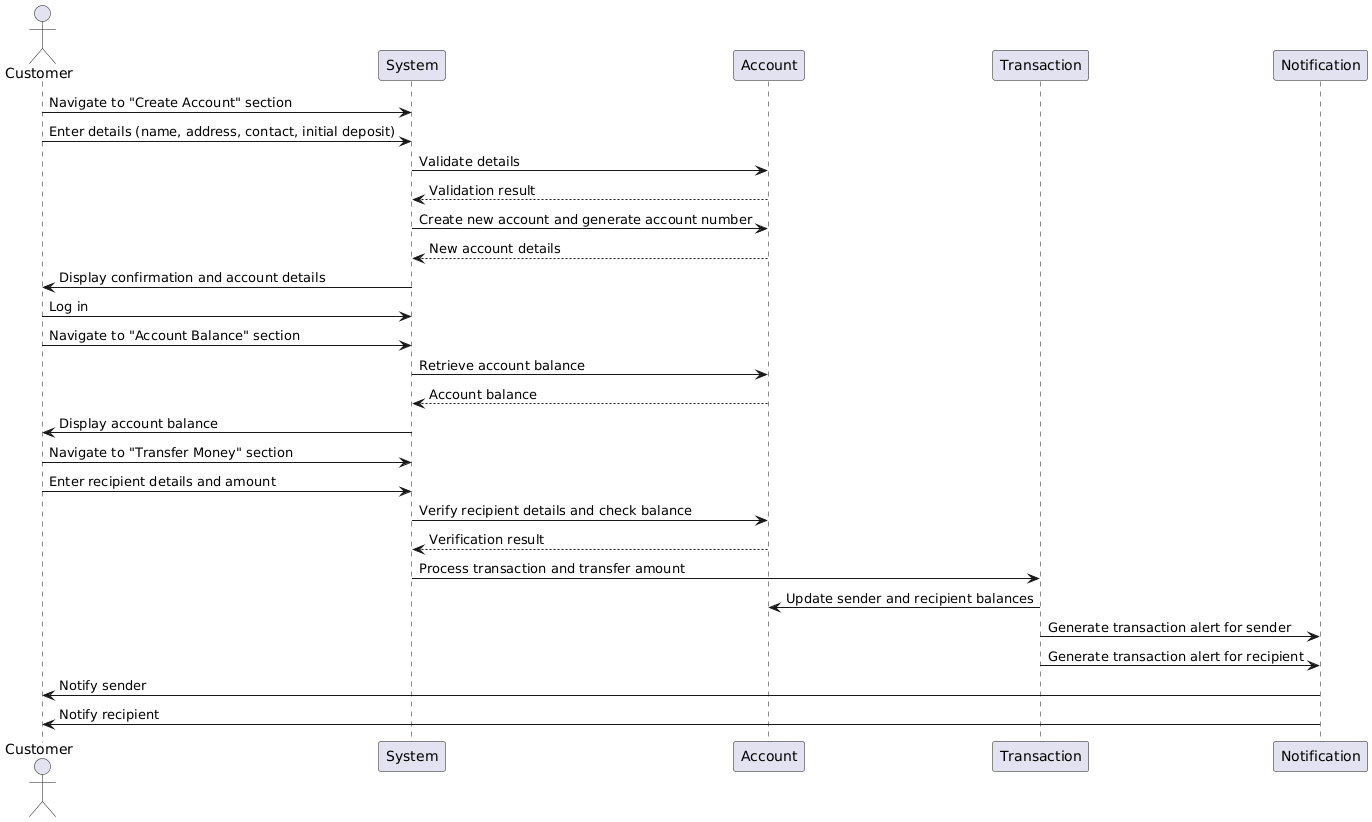 Customer
System
Account
Transaction
Notification
Navigate to "Create Account" section
Enter details (name, address, contact, initial deposit)
Validate details
Validation result
Create new account and generate account number
New account details
Display confirmation and account details
Log in
Navigate to "Account Balance" section
Retrieve account balance
Account balance
Display account balance
Navigate to "Transfer Money" section
Enter recipient details and amount
Verify recipient details and check balance
Verification result
Process transaction and transfer amount
Update sender and recipient balances
Generate transaction alert for sender
Generate transaction alert for recipient
Notify sender
Notify recipient
Customer
System
Account
Transaction
Notification